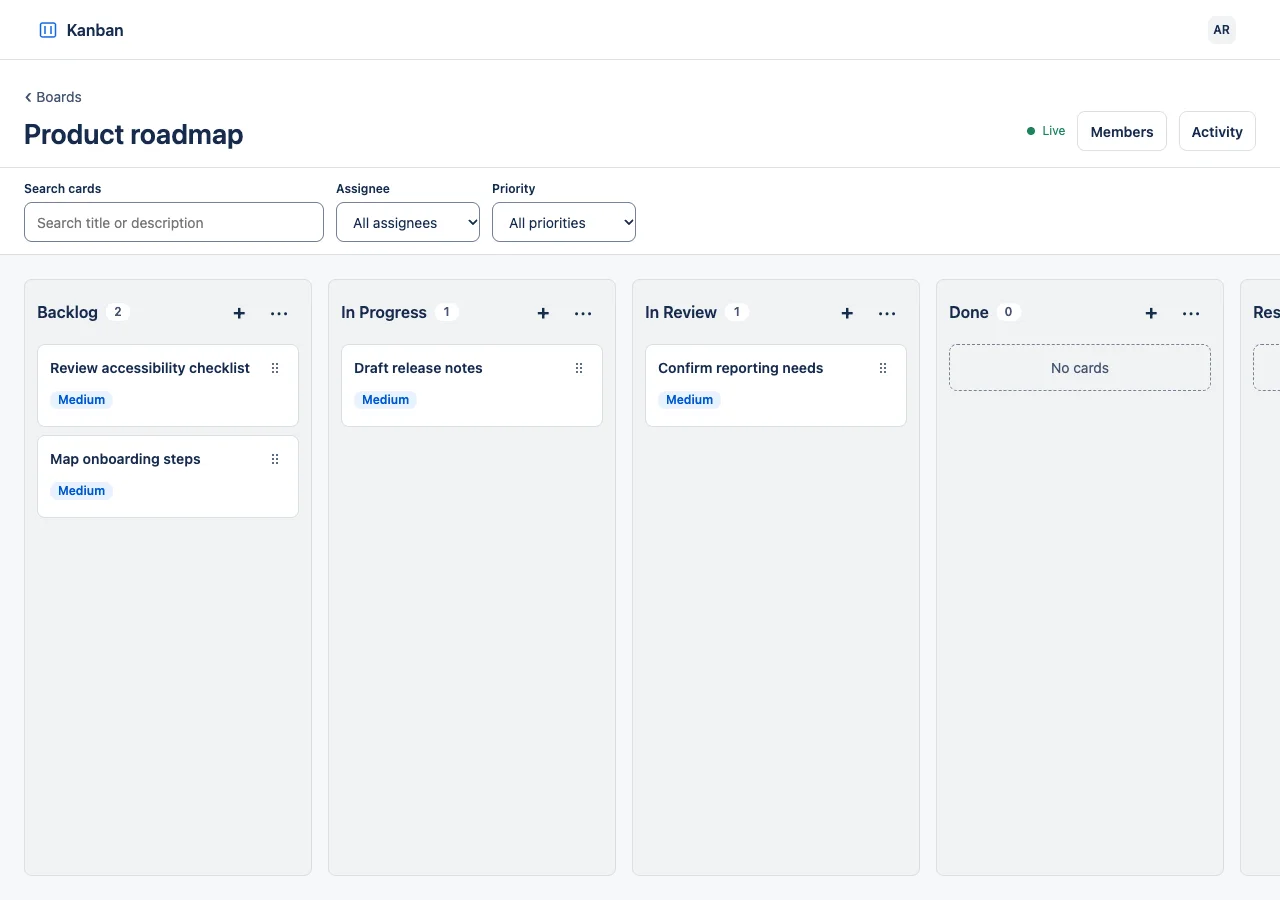 Kanban
AR
Boards
Product roadmap
Live
Members
Activity
Search cards
Assignee
Priority
Search title or description
All assignees
All priorities
Backlog 2
Review accessibility checklist
Medium
Map onboarding steps
Medium
In Progress 1
Draft release notes
Medium
In Review 1
Confirm reporting needs
Medium
Done 0
No cards
Res